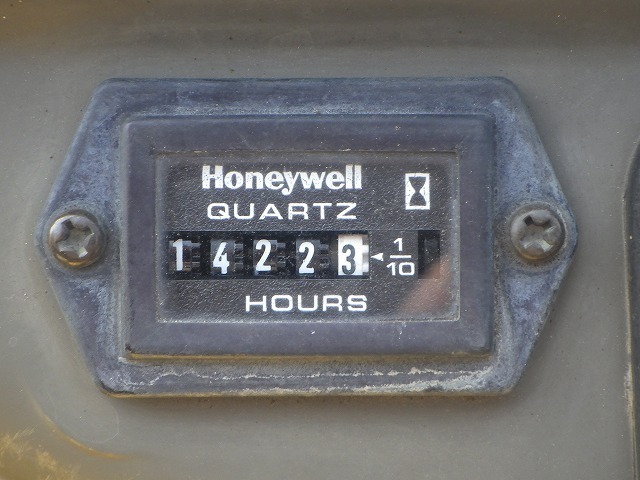 Honeywell
QUARTZ
14223 ◄ 1/10
HOURS